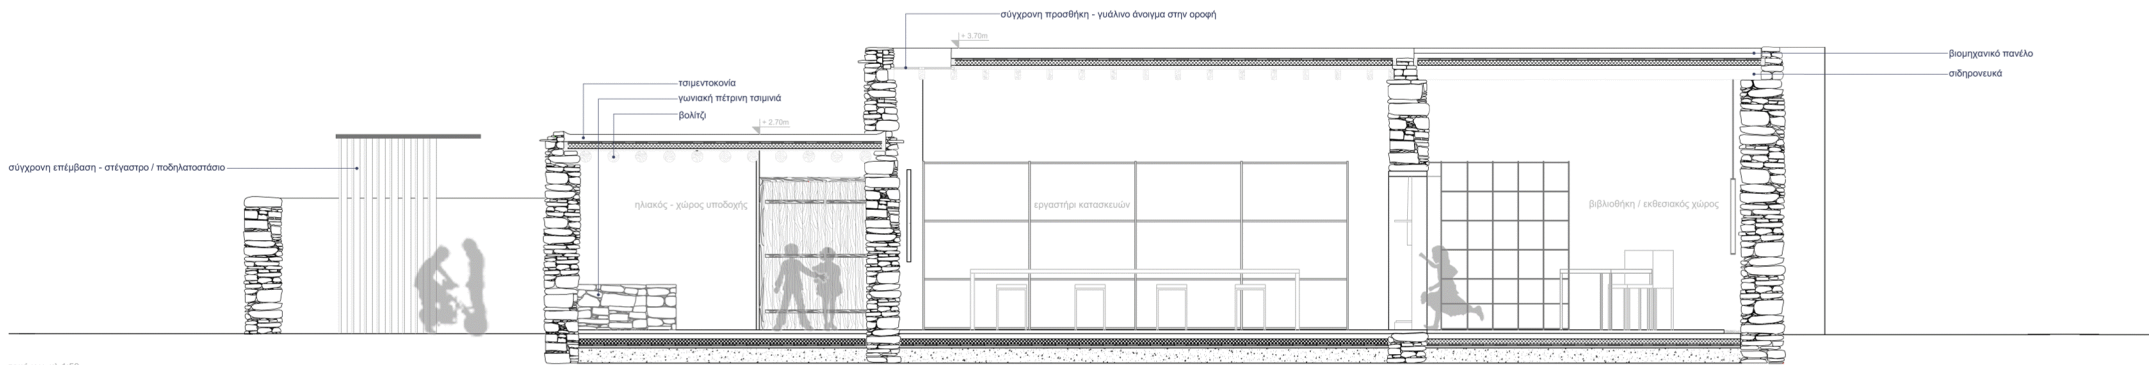 σύγχρονη προσθήκη - γυάλινο άνοιγμα στην οροφή
+ 3.70m
βιομηχανικό πανέλο
σιδηρονευκά
τσιμεντοκονία
γωνιακή πέτρινη τσιμινιά
βολίτζι
+ 2.70m
σύγχρονη επέμβαση - στέγαστρο / ποδηλατοστάσιο
ηλιακός - χώρος υποδοχής
εργαστήρι κατασκευών
βιβλιοθήκη / εκθεσιακός χώρος